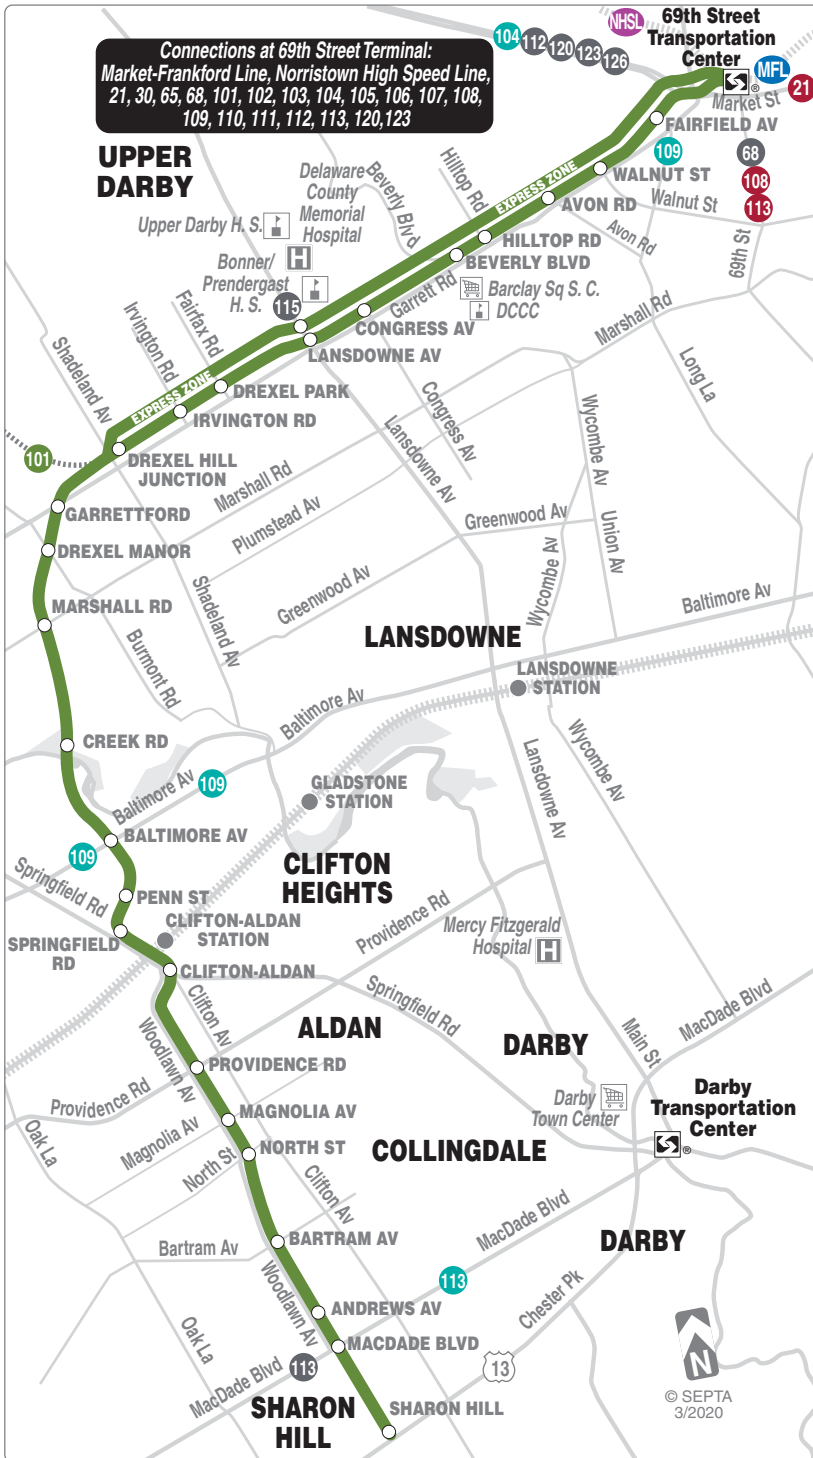 Connections at 69th Street Terminal:
Market-Frankford Line, Norristown High Speed Line,
21, 30, 65, 68, 101, 102, 103, 104, 105, 106, 107, 108,
109, 110, 111, 112, 113, 120,123
104
112
120
123
126
NHSL
69th Street
Transportation
Center
®
MFL
21
Market St
FAIRFIELD AV
109
68
108
113
UPPER
DARBY
Delaware
County
Memorial
Hospital
H
Beverly Blvd
Hilltop Rd
EXPRESS ZONE
WALNUT ST
Walnut St
AVON RD
Avon Rd
69th St
Upper Darby H. S.
HILLTOP RD
BEVERLY BLVD
Bonner/
Prendergast
H. S.
115
Garrett Rd
Barclay Sq S. C.
DCCC
Marshall Rd
CONGRESS AV
LANSDOWNE AV
Long La
Shadeland Av
Irvington Rd
Fairfax Rd
EXPRESS ZONE
DREXEL PARK
IRVINGTON RD
Congress Av
Lansdowne Av
Wycombe Av
101
DREXEL HILL
JUNCTION
Marshall Rd
Plumstead Av
GARRETTFORD
Greenwood Av
Union Av
DREXEL MANOR
Shadeland Av
Greenwood Av
Wycombe Av
MARSHALL RD
Baltimore Av
Burmont Rd
LANSDOWNE
LANSDOWNE
STATION
Baltimore Av
CREEK RD
Lansdowne Av
Wycombe Av
Baltimore Av
109
GLADSTONE
STATION
BALTIMORE AV
109
Springfield Rd
CLIFTON
HEIGHTS
PENN ST
CLIFTON-ALDAN
STATION
Providence Rd
SPRINGFIELD
RD
Mercy Fitzgerald
Hospital
H
CLIFTON-ALDAN
Clifton Av
Springfield Rd
MacDade Blvd
Woodlawn Av
ALDAN
DARBY
Main St
PROVIDENCE RD
Providence Rd
Darby
Town Center
Darby
Transportation
Center
®
MAGNOLIA AV
Magnolia Av
Oak La
NORTH ST
North St
COLLINGDALE
Clifton Av
MacDade Blvd
BARTRAM AV
Bartram Av
DARBY
Woodlawn Av
113
Chester Pk
ANDREWS AV
Oak La
MACDADE BLVD
113
13
MacDade Blvd
N
SHARON
HILL
SHARON HILL
© SEPTA
3/2020